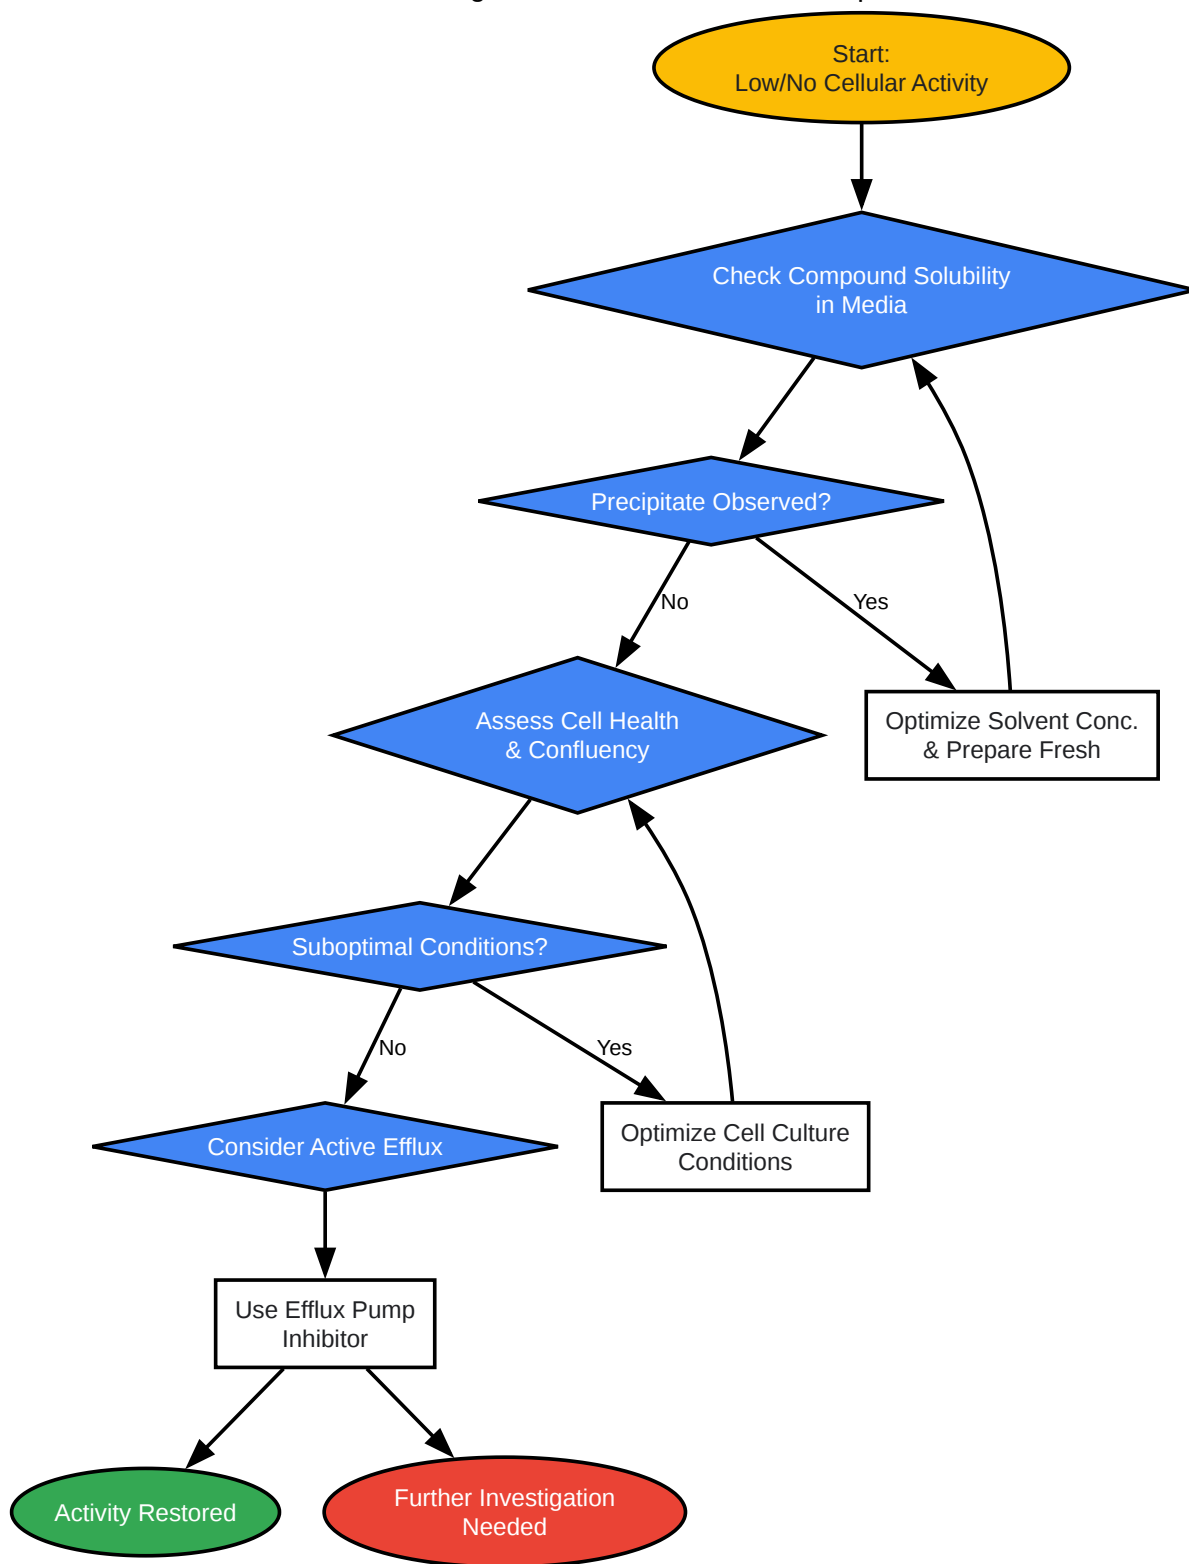 Start:
Low/No Cellular Activity
Check Compound Solubility
in Media
Precipitate Observed?
No
Yes
Assess Cell Health
& Confluency
Optimize Solvent Conc.
& Prepare Fresh
Suboptimal Conditions?
No
Yes
Consider Active Efflux
Optimize Cell Culture
Conditions
Use Efflux Pump
Inhibitor
Activity Restored
Further Investigation
Needed